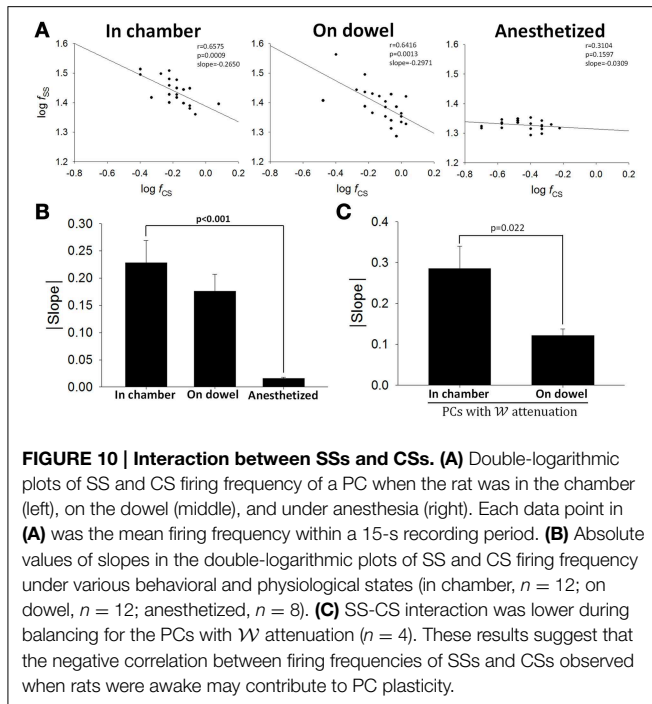 A
In chamber
On dowel
Anesthetized
r=0.6575
p=0.0009
slope=-0.2650
r=0.6416
p=0.0013
slope=-0.2971
r=0.3104
p=0.1597
slope=-0.0309
log fSS
1.6
1.5
1.4
1.3
1.2
-0.8 -0.6 -0.4 -0.2 0.0 0.2
log fCS
1.6
1.5
1.4
1.3
1.2
-0.8 -0.6 -0.4 -0.2 0.0 0.2
log fCS
1.6
1.5
1.4
1.3
1.2
-0.8 -0.6 -0.4 -0.2 0.0 0.2
log fCS
B
p<0.001
|Slope|
0.30
0.25
0.20
0.15
0.10
0.05
0.00
In chamber On dowel Anesthetized
C
p=0.022
|Slope|
0.4
0.3
0.2
0.1
0.0
In chamber On dowel
PCs with 𝒲 attenuation
FIGURE 10 | Interaction between SSs and CSs. (A) Double-logarithmic
plots of SS and CS firing frequency of a PC when the rat was in the chamber
(left), on the dowel (middle), and under anesthesia (right). Each data point in
(A) was the mean firing frequency within a 15-s recording period. (B) Absolute
values of slopes in the double-logarithmic plots of SS and CS firing frequency
under various behavioral and physiological states (in chamber, n = 12; on
dowel, n = 12; anesthetized, n = 8). (C) SS-CS interaction was lower during
balancing for the PCs with 𝒲 attenuation (n = 4). These results suggest that
the negative correlation between firing frequencies of SSs and CSs observed
when rats were awake may contribute to PC plasticity.